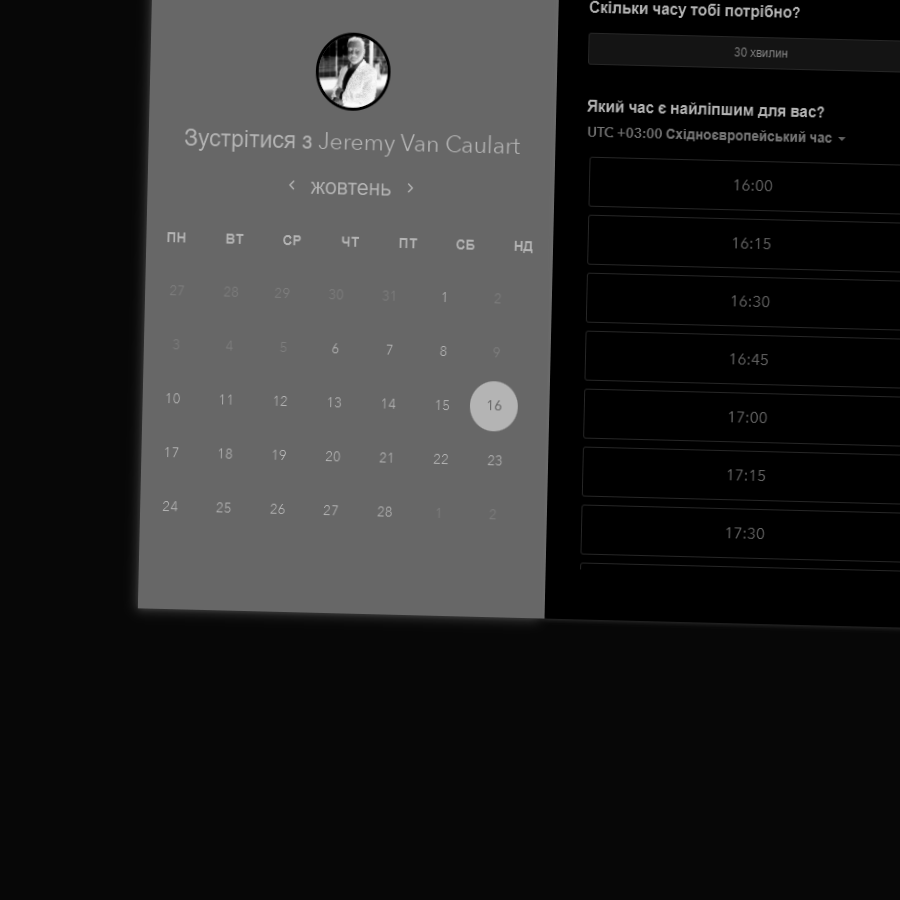 Зустрітися з Jeremy Van Caulart
жовтень
ПН ВТ СР ЧТ ПТ СБ НД
27 28 29 30 31 1 2
3 4 5 6 7 8 9
10 11 12 13 14 15 16
17 18 19 20 21 22 23
24 25 26 27 28 1 2
Скільки часу тобі потрібно?
30 хвилин
Який час є найліпшим для вас?
UTC +03:00 Східноєвропейський час
16:00
16:15
16:30
16:45
17:00
17:15
17:30